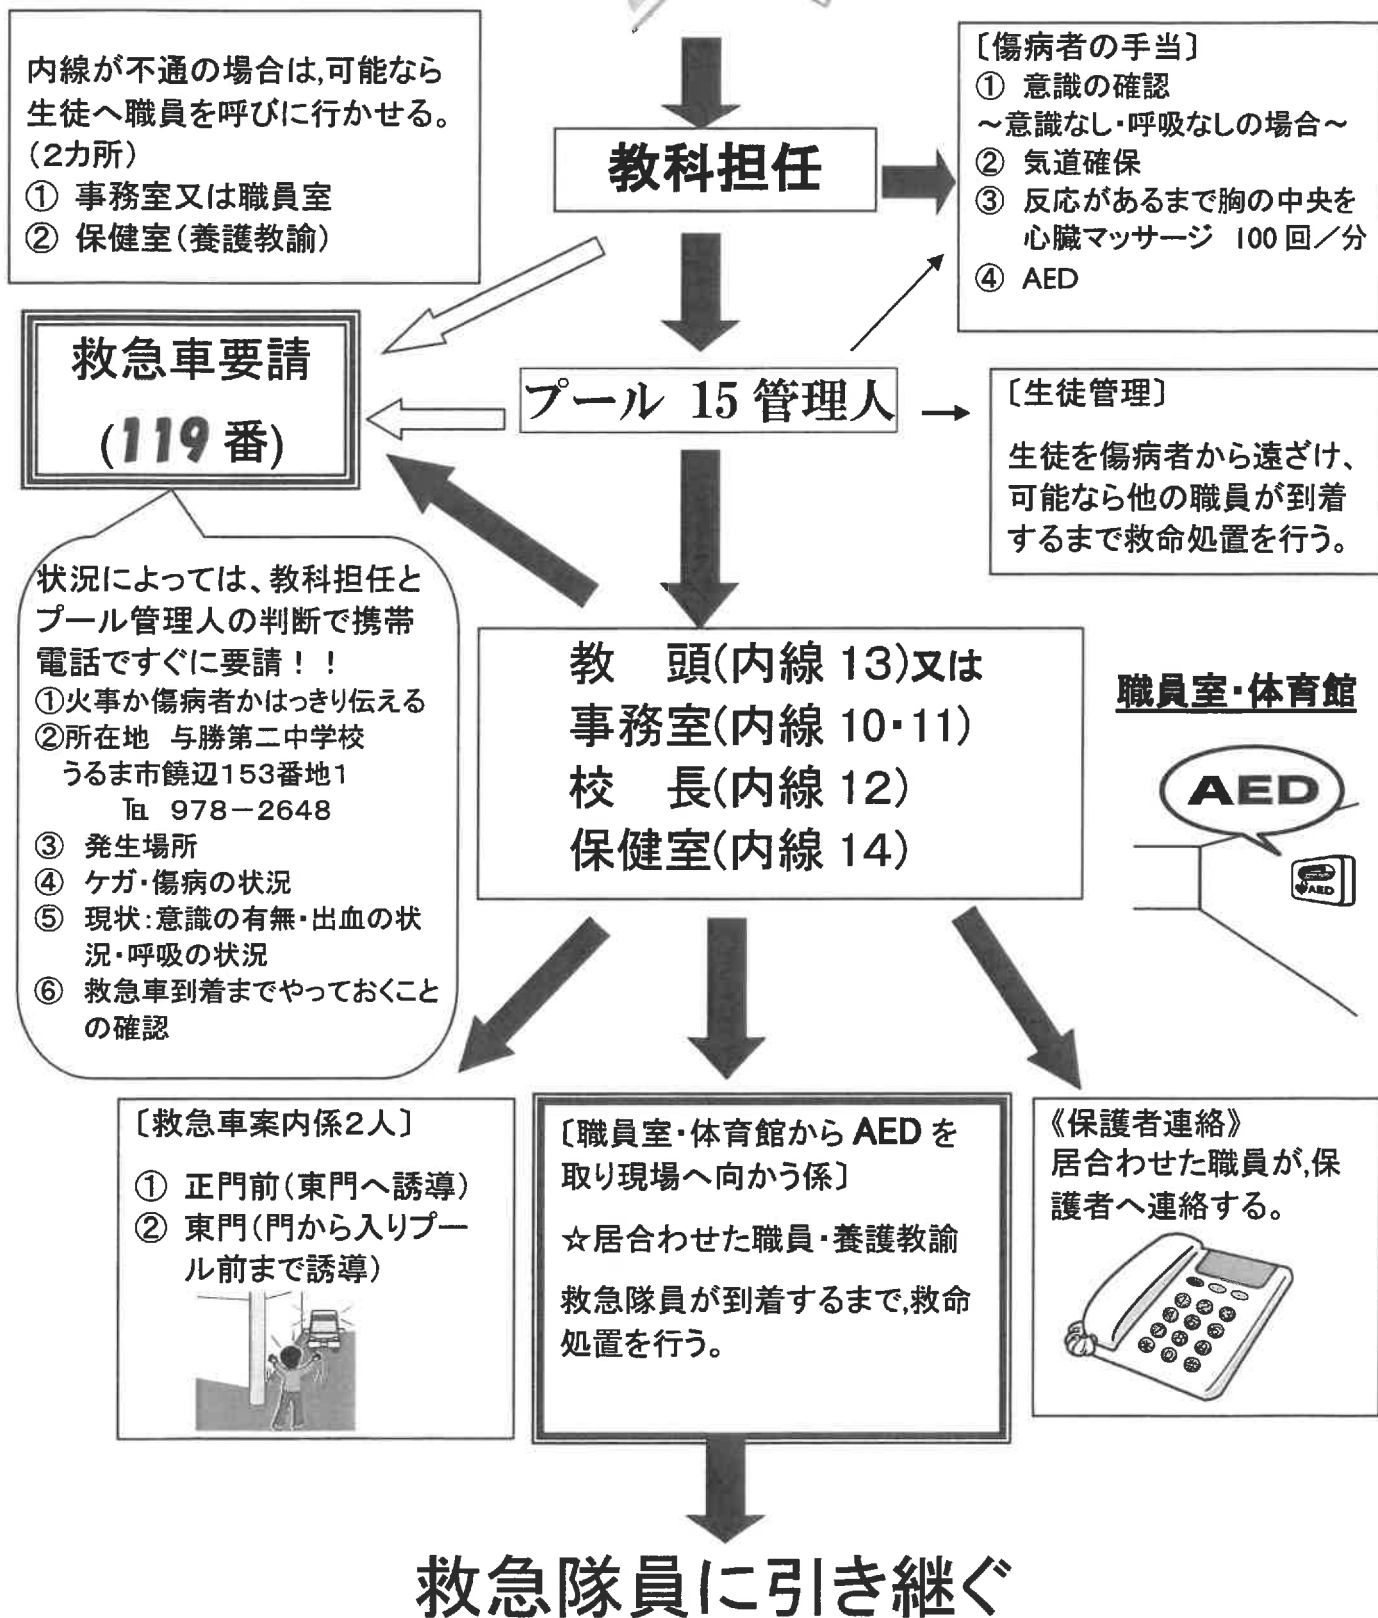 内線が不通の場合は,可能なら
生徒へ職員を呼びに行かせる。
(2カ所)
① 事務室又は職員室
② 保健室(養護教諭)
教科担任
〔傷病者の手当〕
① 意識の確認
～意識なし・呼吸なしの場合～
② 気道確保
③ 反応があるまで胸の中央を
心臓マッサージ 100回／分
④ AED
救急車要請
(119番)
プール 15管理人
〔生徒管理〕
生徒を傷病者から遠ざけ、
可能なら他の職員が到着
するまで救命処置を行う。
状況によっては、教科担任と
プール管理人の判断で携帯
電話ですぐに要請！！
①火事か傷病者かはっきり伝える
②所在地 与勝第二中学校
うるま市饒辺153番地1
℡ 978－2648
③ 発生場所
④ ケガ・傷病の状況
⑤ 現状:意識の有無・出血の状
況・呼吸の状況
⑥ 救急車到着までやっておくこと
の確認
教 頭(内線 13)又は
事務室(内線 10・11)
校 長(内線 12)
保健室(内線 14)
職員室・体育館
AED
AED
〔救急車案内係2人〕
① 正門前(東門へ誘導)
② 東門(門から入りプー
ル前まで誘導)
〔職員室・体育館から AED を
取り現場へ向かう係〕
☆居合わせた職員・養護教諭
救急隊員が到着するまで,救命
処置を行う。
《保護者連絡》
居合わせた職員が,保
護者へ連絡する。
救急隊員に引き継ぐ